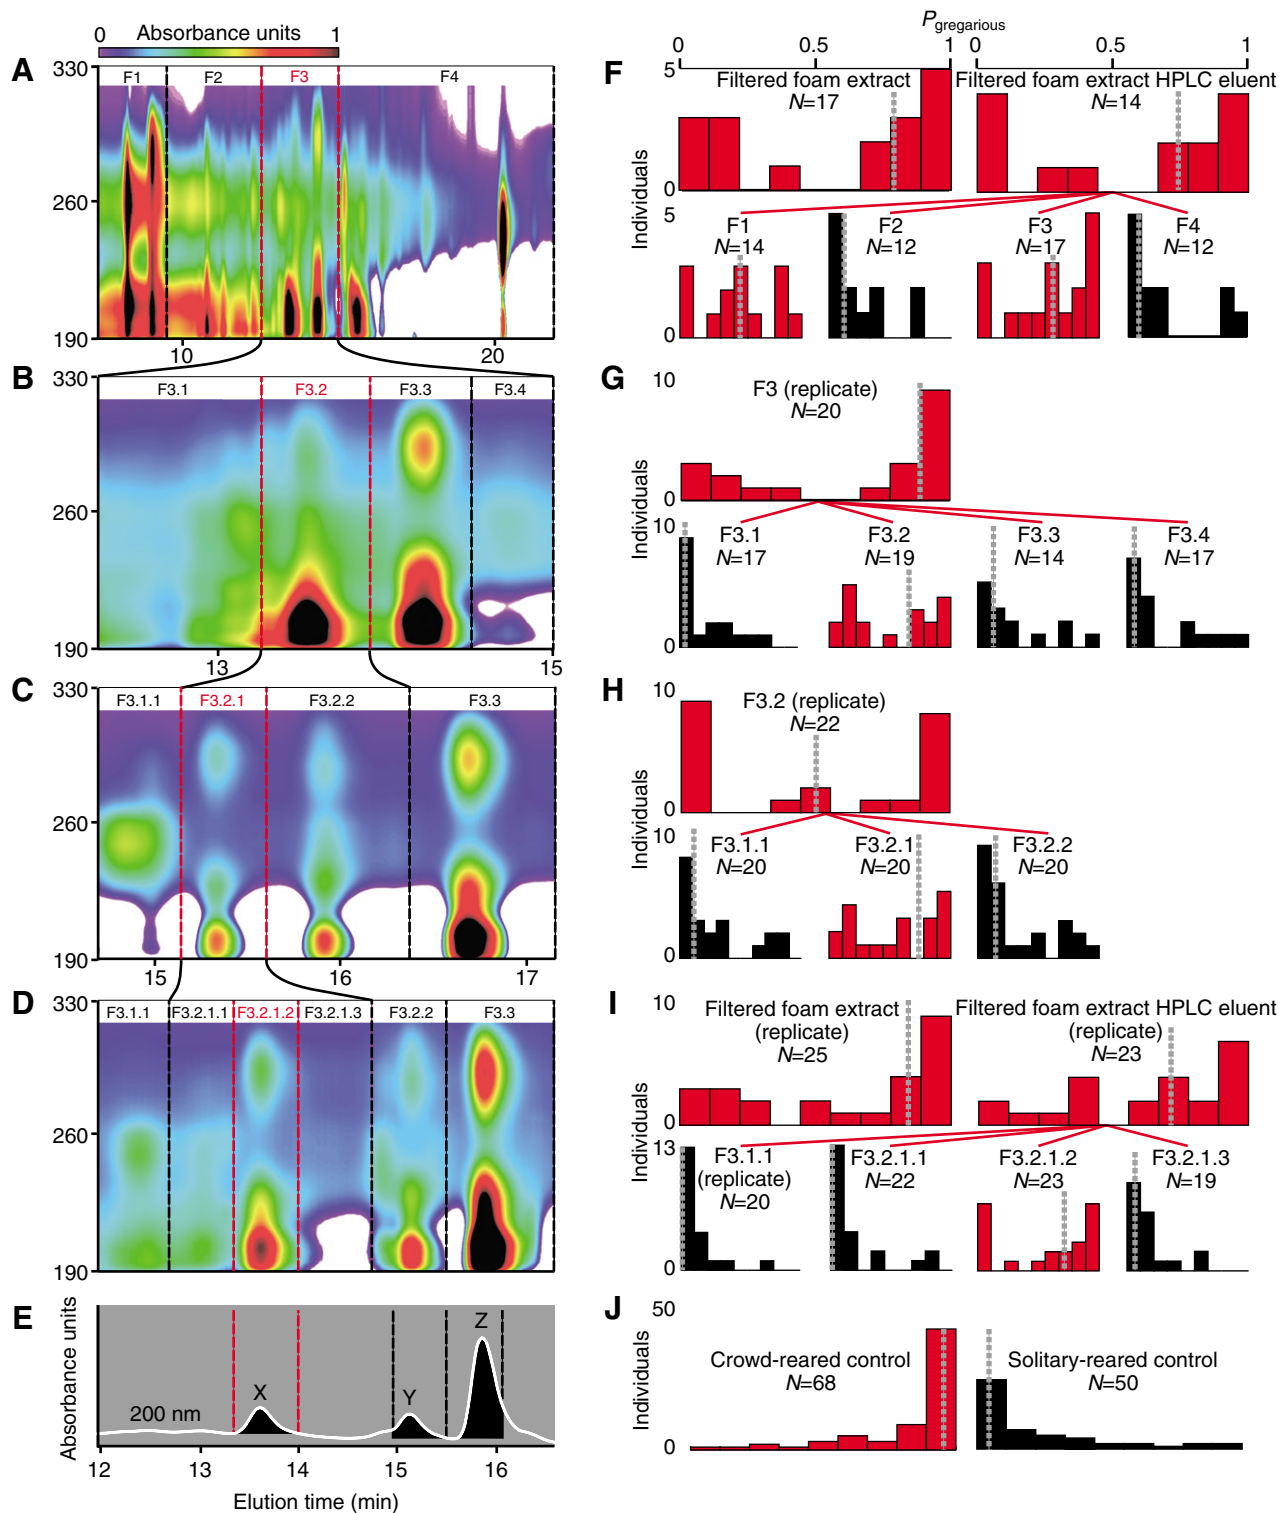 0 Absorbance units 1
A
330
F1 F2 F3 F4
260
190
10 20
B
330
F3.1 F3.2 F3.3 F3.4
260
190
13 15
C
330
F3.1.1 F3.2.1 F3.2.2 F3.3
260
190
15 16 17
D
330
F3.1.1 F3.2.1.1 F3.2.1.2 F3.2.1.3 F3.2.2 F3.3
260
190
E
Absorbance units
200 nm
X
Y
Z
12 13 14 15 16
Elution time (min)
Pgregarious
0 0.5 1 0 0.5 1
F
Individuals
5
0
Filtered foam extract
N=17
Filtered foam extract HPLC eluent
N=14
5
0
F1
N=14
F2
N=12
F3
N=17
F4
N=12
G
Individuals
10
0
F3 (replicate)
N=20
10
0
F3.1
N=17
F3.2
N=19
F3.3
N=14
F3.4
N=17
H
Individuals
10
0
F3.2 (replicate)
N=22
10
0
F3.1.1
N=20
F3.2.1
N=20
F3.2.2
N=20
I
Individuals
10
0
Filtered foam extract
(replicate)
N=25
Filtered foam extract HPLC eluent
(replicate)
N=23
13
0
F3.1.1
(replicate)
N=20
F3.2.1.1
N=22
F3.2.1.2
N=23
F3.2.1.3
N=19
J
Individuals
50
0
Crowd-reared control
N=68
Solitary-reared control
N=50